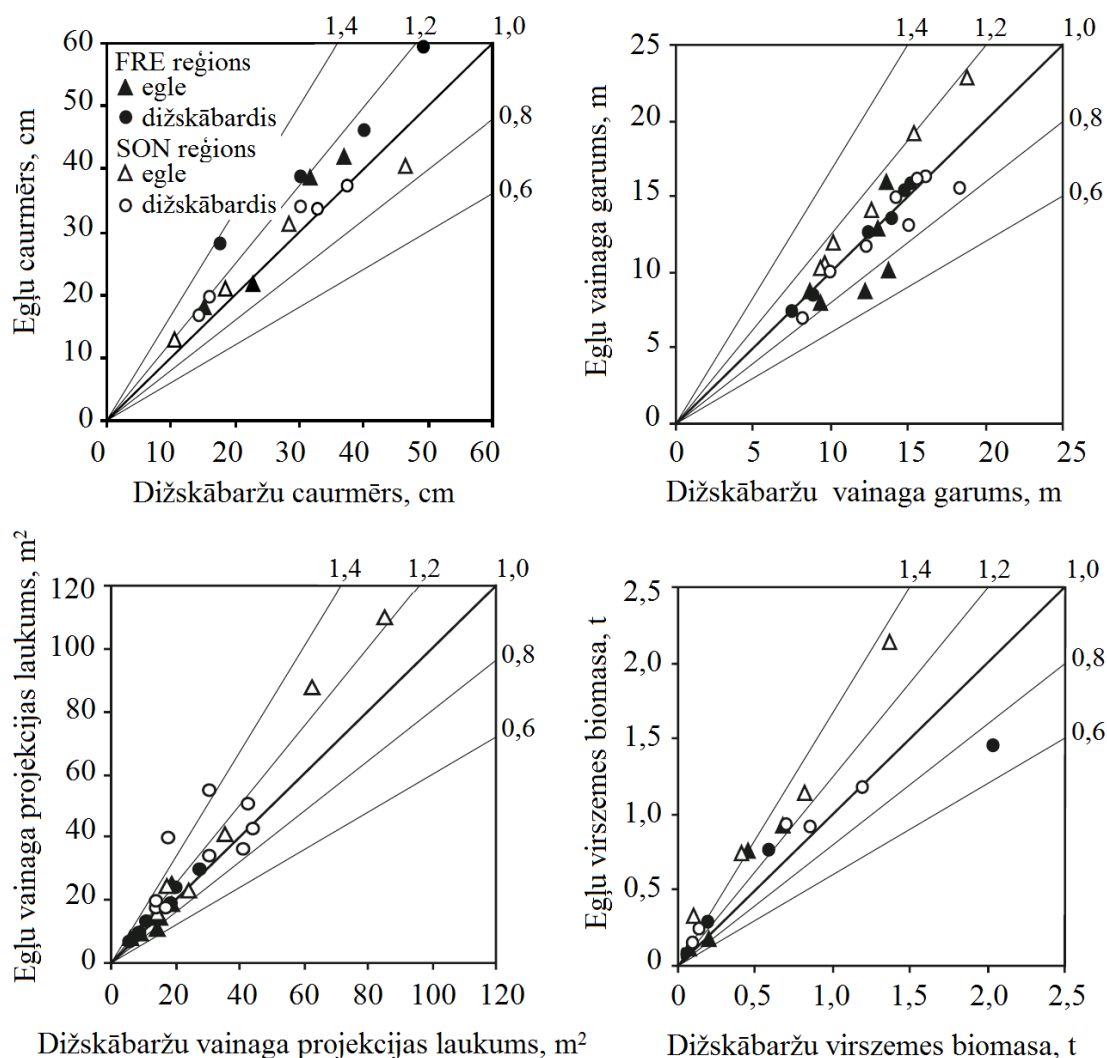 1,4 1,2 1,0
60
50
40
30
20
10
0
FRE reģions
egle
dižskābardis
SON reģions
egle
dižskābardis
0,8
0,6
Egļu caurmērs, cm
0 10 20 30 40 50 60
Dižskābaržu caurmērs, cm
1,4 1,2 1,0
25
20
15
10
5
0
0,8
0,6
Egļu vainaga garums, m
0 5 10 15 20 25
Dižskābaržu vainaga garums, m
1,4 1,2 1,0
120
100
80
60
40
20
0
0,8
0,6
Egļu vainaga projekcijas laukums, m²
0 20 40 60 80 100 120
Dižskābaržu vainaga projekcijas laukums, m²
1,4 1,2 1,0
2,5
2,0
1,5
1,0
0,5
0
0,8
0,6
Egļu virszemes biomasa, t
0 0,5 1,0 1,5 2,0 2,5
Dižskābaržu virszemes biomasa, t